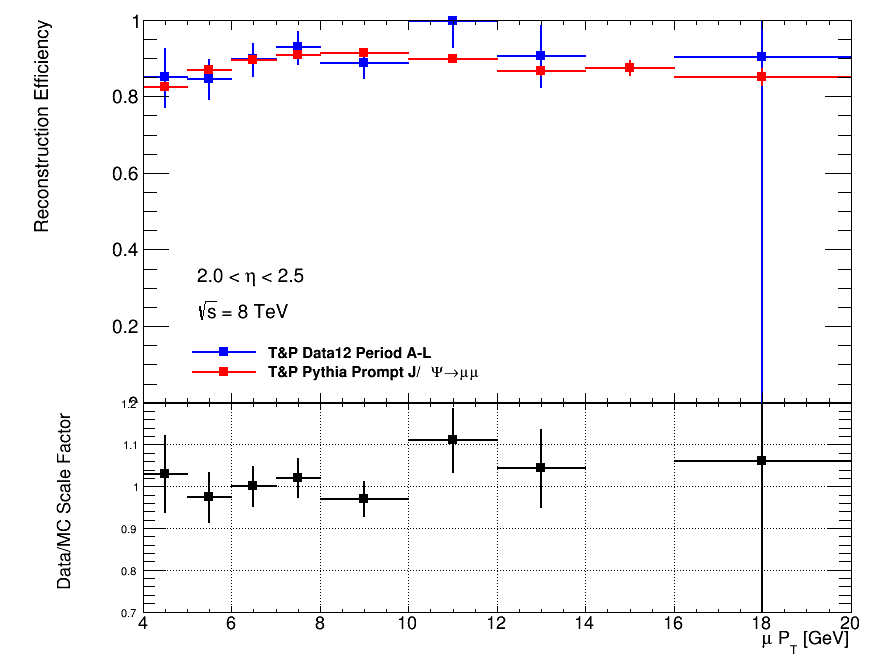 Reconstruction Efficiency
1
0.8
0.6
0.4
0.2
2.0 < η < 2.5
√s = 8 TeV
T&P Data12 Period A-L
T&P Pythia Prompt J/ Ψ→μμ
Data/MC Scale Factor
1.2
1.1
1
0.9
0.8
0.7
4 6 8 10 12 14 16 18 20
μ P_T [GeV]